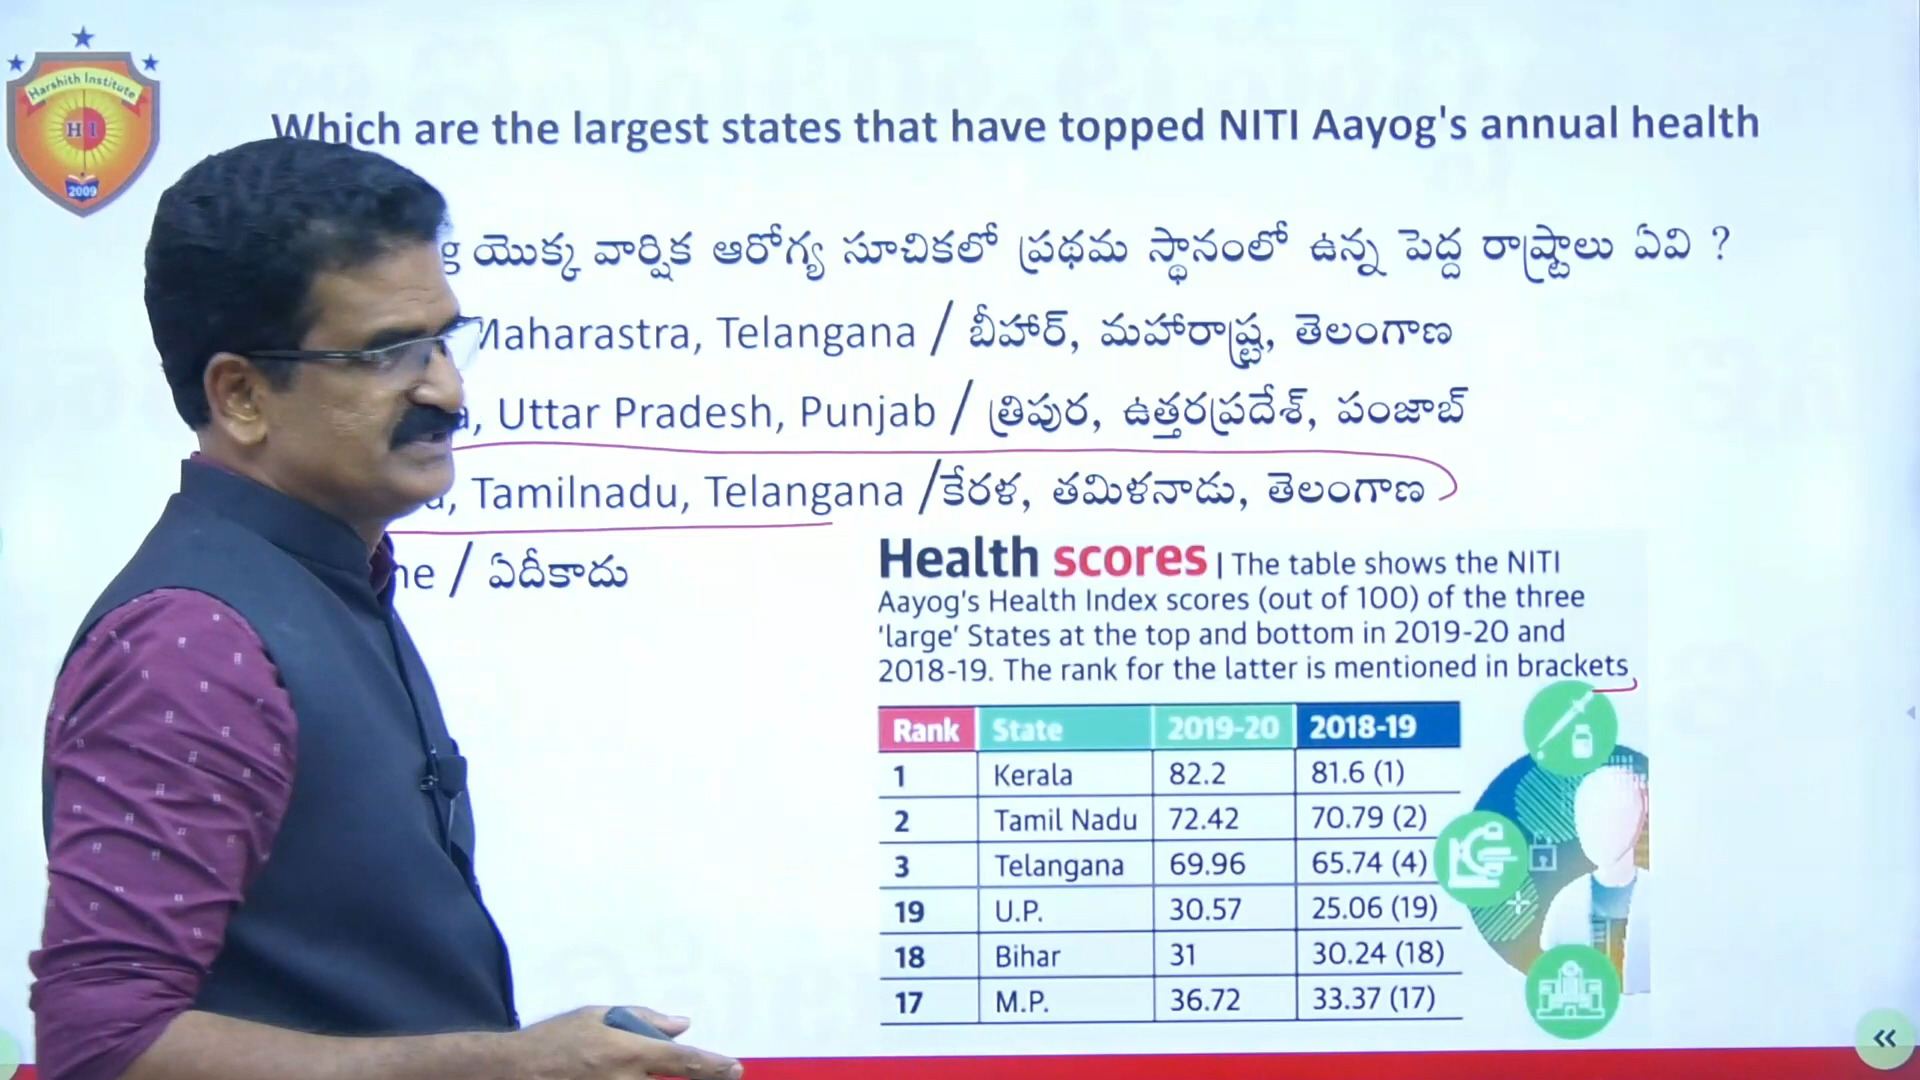 Harshith Institute
H I
2009
Which are the largest states that have topped NITI Aayog's annual health
యొక్క వార్షిక ఆరోగ్య సూచికలో ప్రథమ స్థానంలో ఉన్న పెద్ద రాష్ట్రాలు ఏవి ?
Maharastra, Telangana / బీహార్, మహారాష్ట్ర, తెలంగాణ
Uttar Pradesh, Punjab / త్రిపుర, ఉత్తరప్రదేశ్, పంజాబ్
Tamilnadu, Telangana /కేరళ, తమిళనాడు, తెలంగాణ
/ ఏదీకాదు
Health scores | The table shows the NITI
Aayog's Health Index scores (out of 100) of the three
'large' States at the top and bottom in 2019-20 and
2018-19. The rank for the latter is mentioned in brackets
Rank State 2019-20 2018-19
1 Kerala 82.2 81.6 (1)
2 Tamil Nadu 72.42 70.79 (2)
3 Telangana 69.96 65.74 (4)
19 U.P. 30.57 25.06 (19)
18 Bihar 31 30.24 (18)
17 M.P. 36.72 33.37 (17)